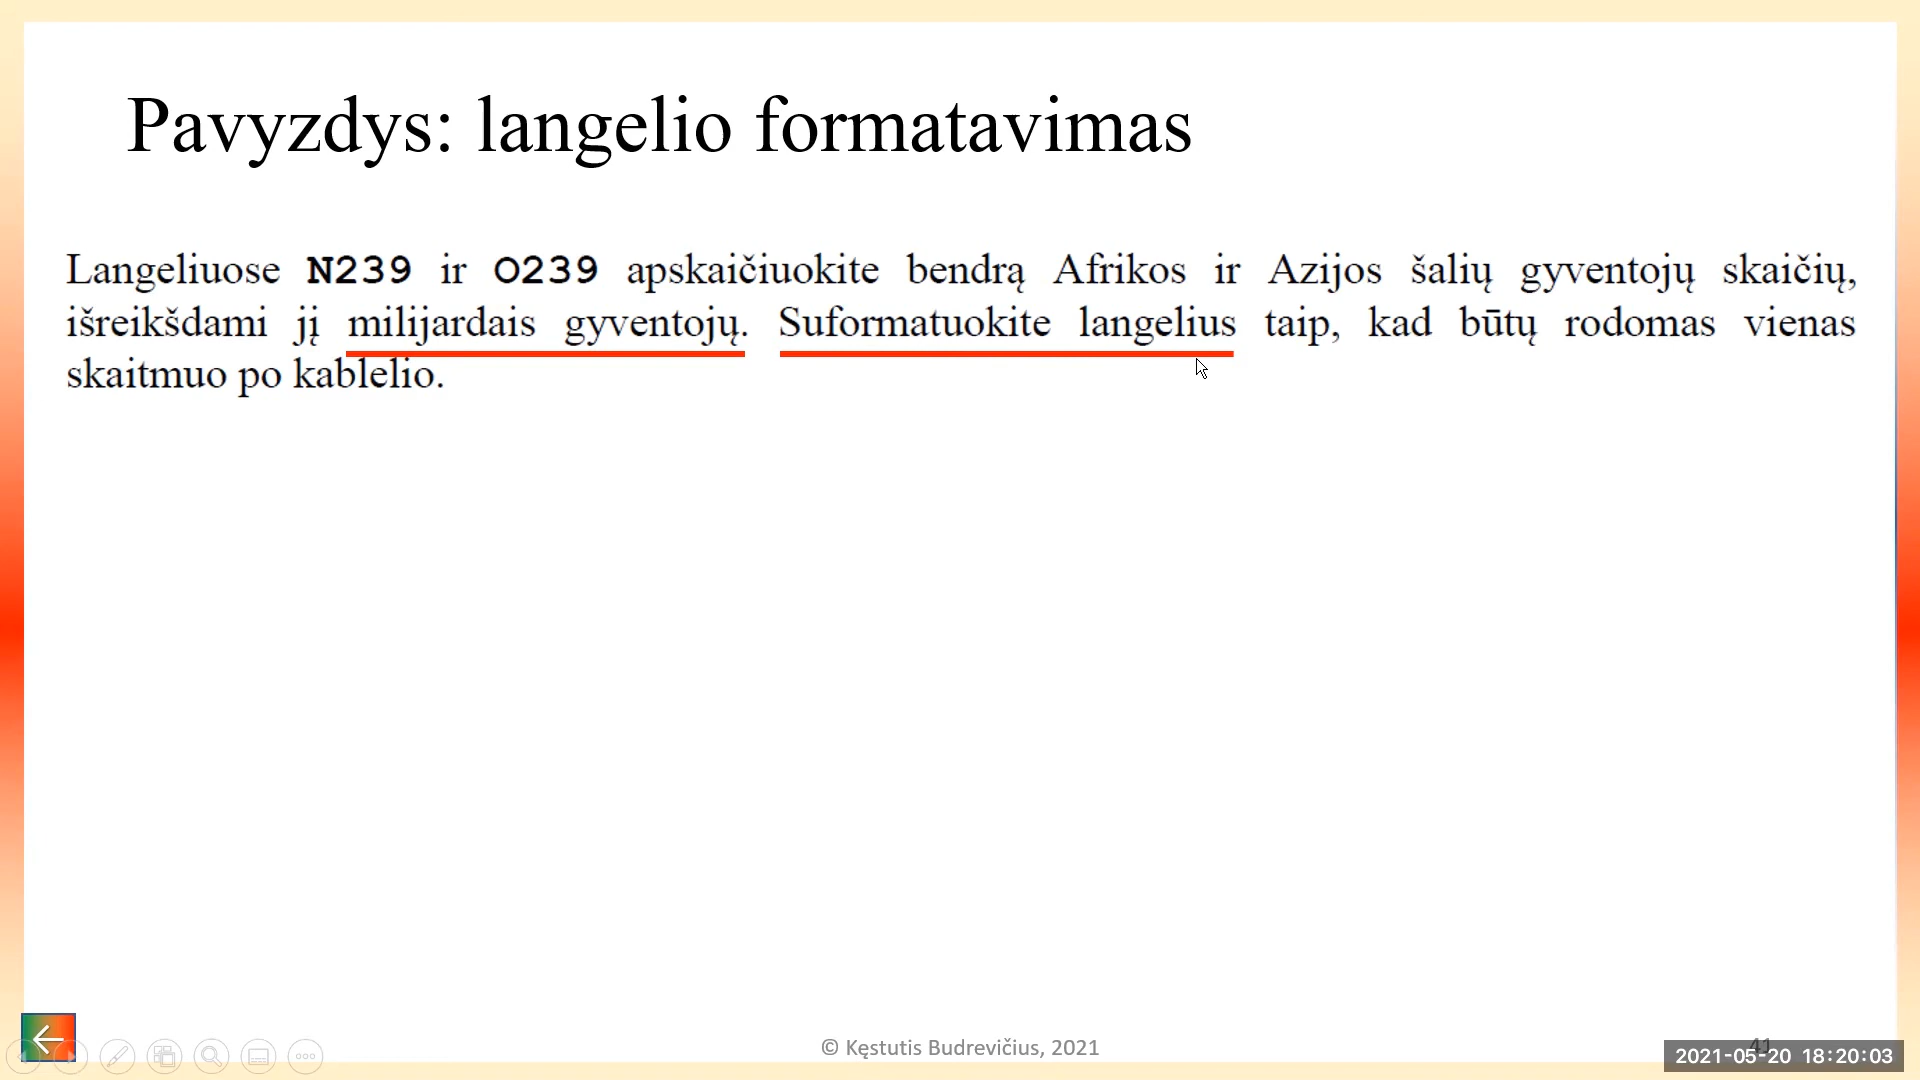 Pavyzdys: langelio formatavimas
Langeliuose N239 ir O239 apskaičiuokite bendrą Afrikos ir Azijos šalių gyventojų skaičių,
išreikšdami jį milijardais gyventojų. Suformatuokite langelius taip, kad būtų rodomas vienas
skaitmuo po kablelio.
© Kęstutis Budrevičius, 2021
41
2021-05-20 18:20:03